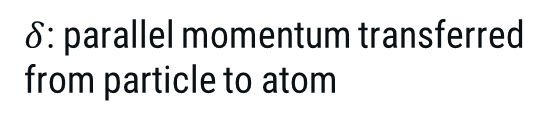 δ: parallel momentum transferred
from particle to atom